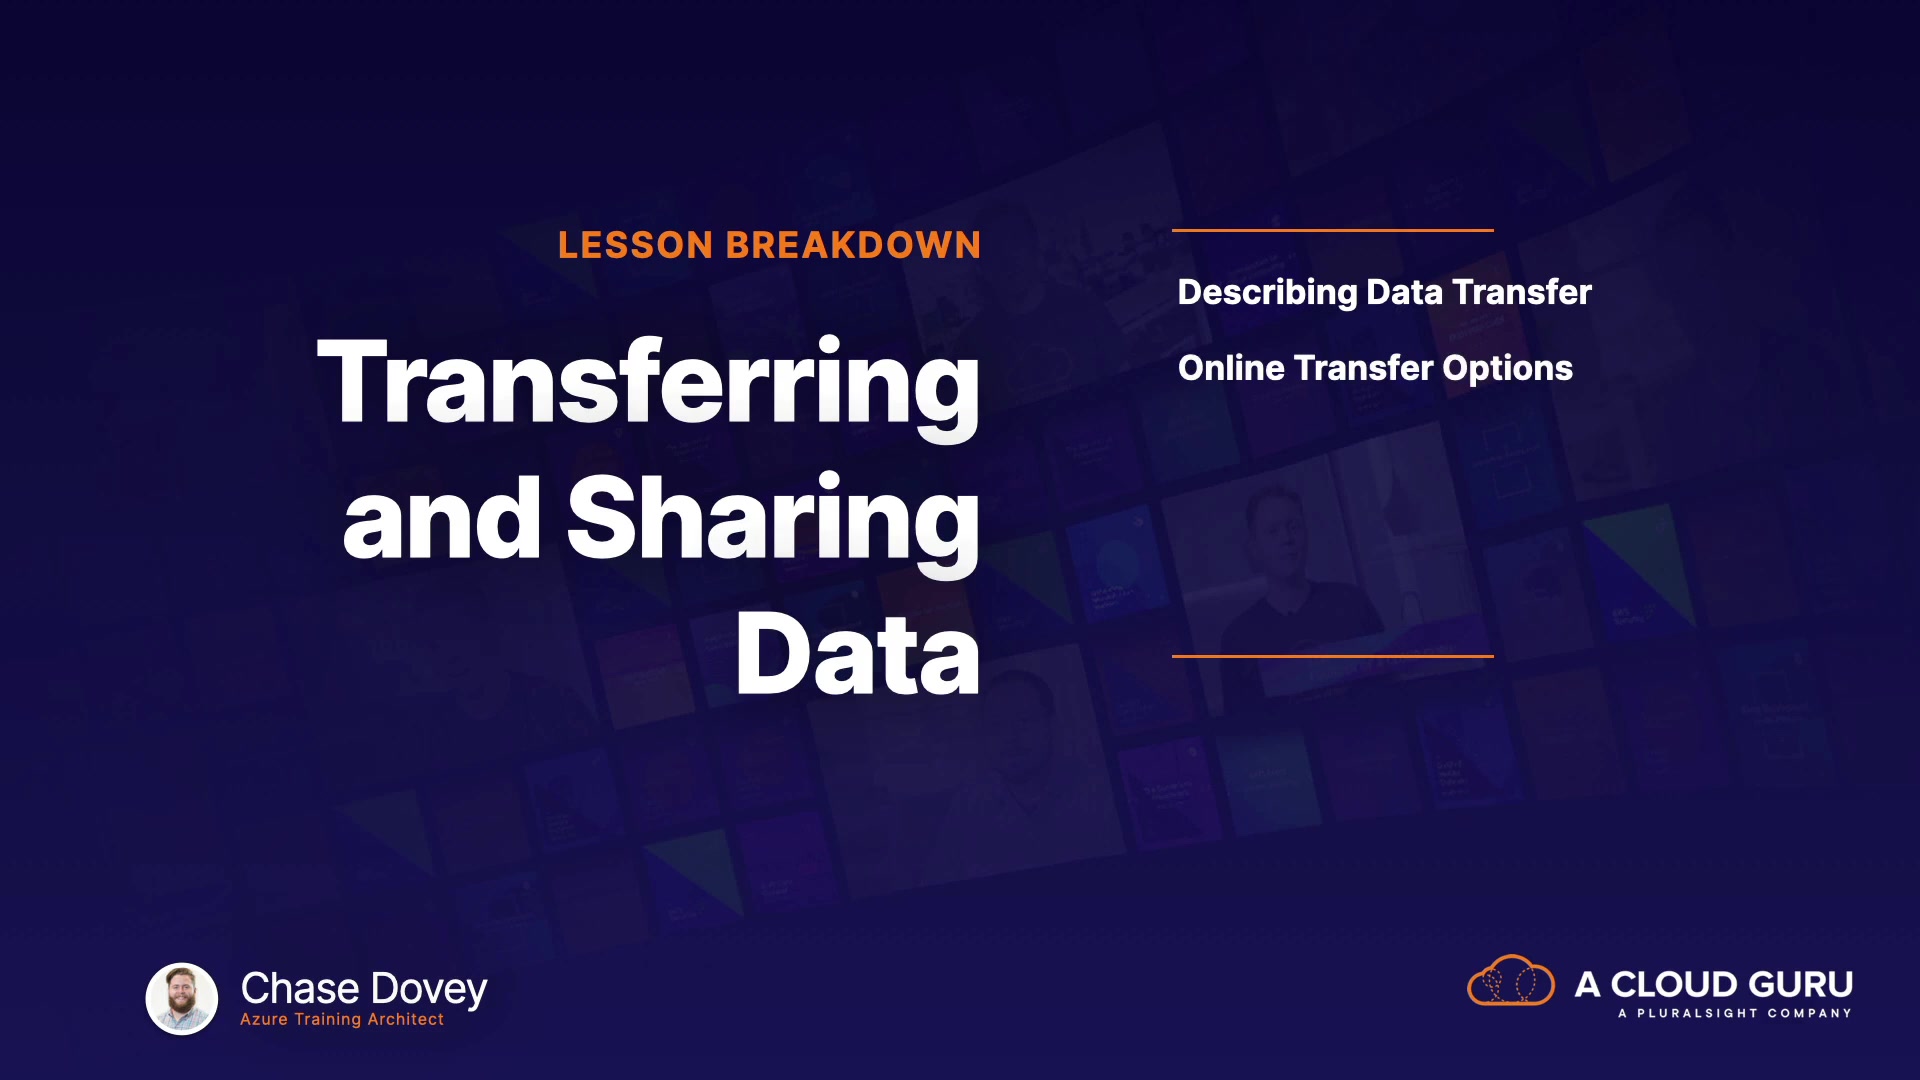 LESSON BREAKDOWN
Transferring
and Sharing
Data
Describing Data Transfer
Online Transfer Options
Chase Dovey
Azure Training Architect
A CLOUD GURU
A PLURALSIGHT COMPANY